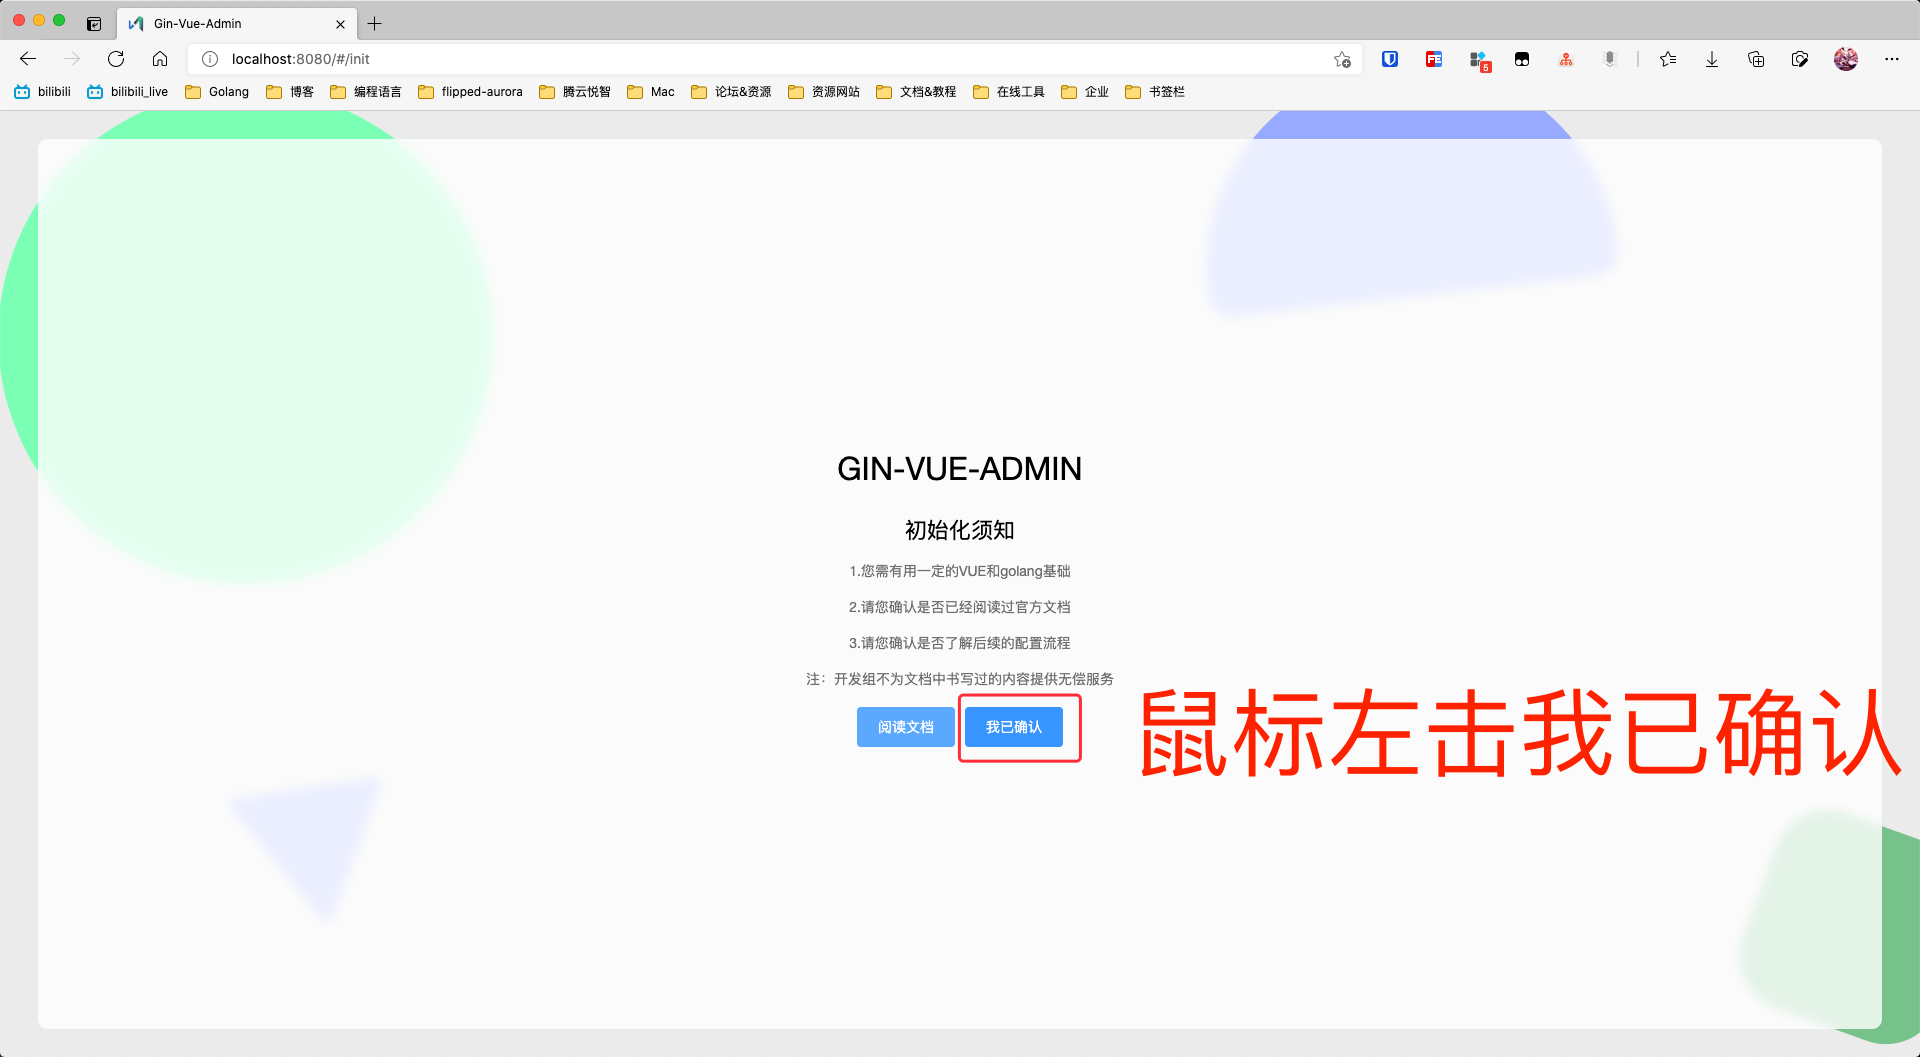 Gin-Vue-Admin
localhost:8080/#/init
5
bilibili bilibili_live Golang 博客 编程语言 flipped-aurora 腾云悦智 Mac 论坛&资源 资源网站 文档&教程 在线工具 企业 书签栏
GIN-VUE-ADMIN
初始化须知
1.您需有用一定的VUE和golang基础
2.请您确认是否已经阅读过官方文档
3.请您确认是否了解后续的配置流程
注：开发组不为文档中书写过的内容提供无偿服务
阅读文档 我已确认
鼠标左击我已确认